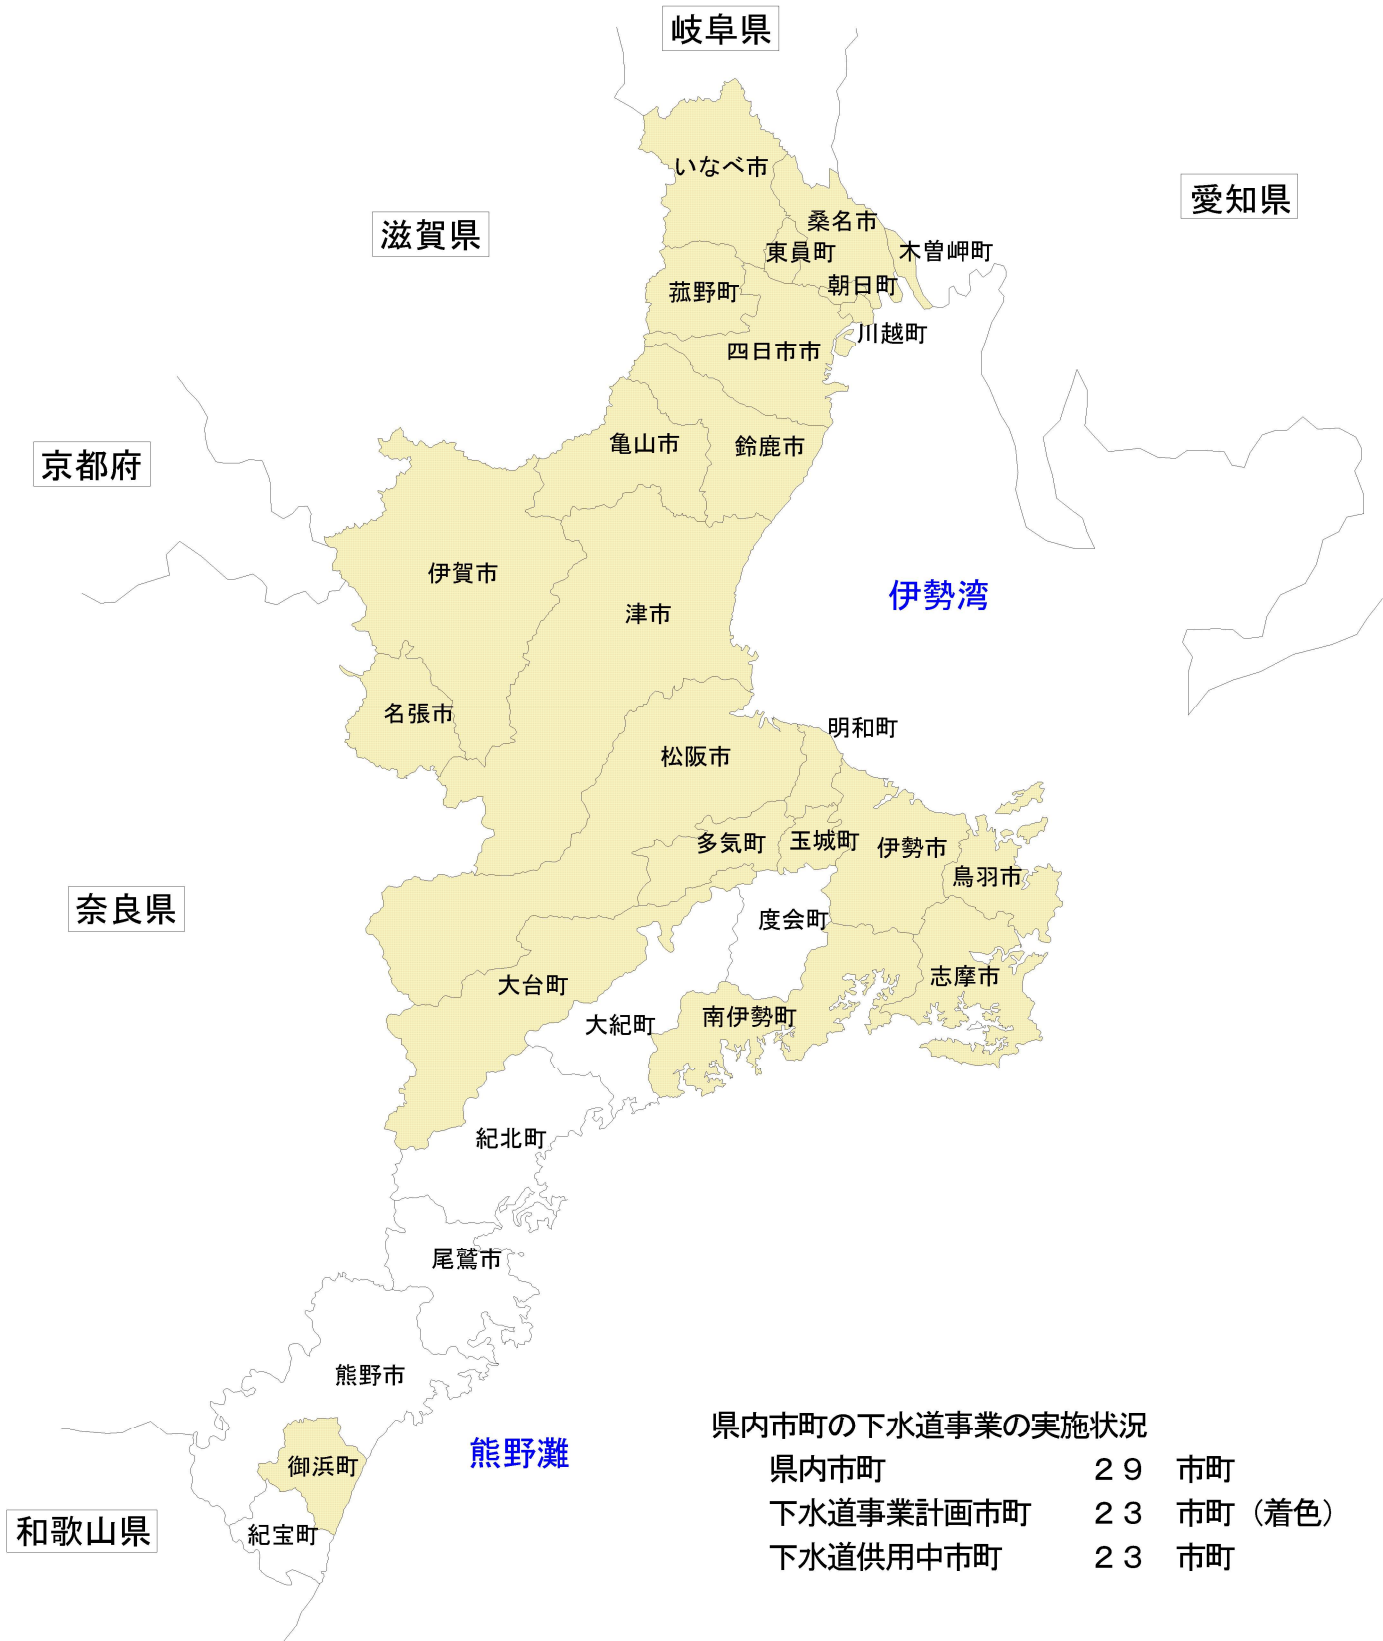 岐阜県
愛知県
滋賀県
京都府
奈良県
和歌山県
いなべ市
桑名市
東員町
木曽岬町
朝日町
菰野町
川越町
四日市市
亀山市
鈴鹿市
伊賀市
津市
伊勢湾
名張市
松阪市
明和町
多気町
玉城町
伊勢市
鳥羽市
度会町
志摩市
大台町
大紀町
南伊勢町
紀北町
尾鷲市
熊野市
熊野灘
御浜町
紀宝町
県内市町の下水道事業の実施状況
県内市町 ２９ 市町
下水道事業計画市町 ２３ 市町（着色）
下水道供用中市町 ２３ 市町